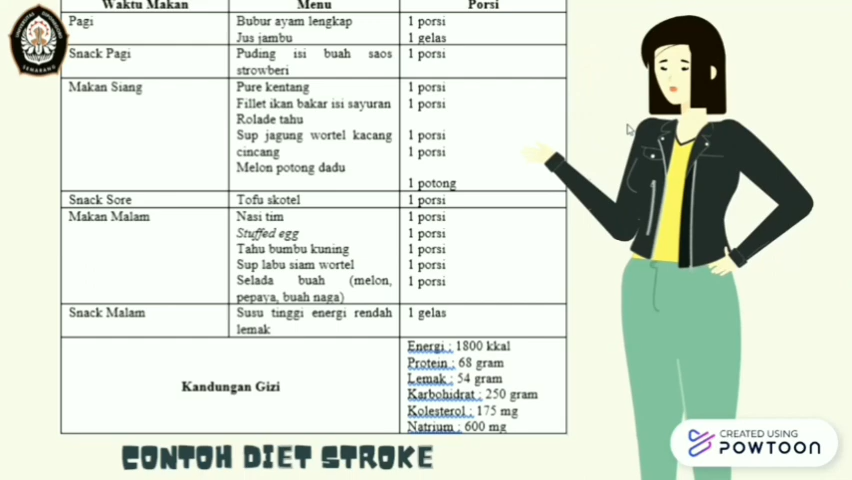 Waktu Makan Menu Porsi
Pagi Bubur ayam lengkap 1 porsi
Jus jambu 1 gelas
Snack Pagi Puding isi buah saos 1 porsi
strowberi
Makan Siang Pure kentang 1 porsi
Fillet ikan bakar isi sayuran 1 porsi
Rolade tahu
Sup jagung wortel kacang 1 porsi
cincang 1 porsi
Melon potong dadu
1 potong
Snack Sore Tofu skotel 1 porsi
Makan Malam Nasi tim 1 porsi
Stuffed egg 1 porsi
Tahu bumbu kuning 1 porsi
Sup labu siam wortel 1 porsi
Selada buah (melon, 1 porsi
pepaya, buah naga)
Snack Malam Susu tinggi energi rendah 1 gelas
lemak
Kandungan Gizi
Energi : 1800 kkal
Protein : 68 gram
Lemak : 54 gram
Karbohidrat : 250 gram
Kolesterol : 175 mg
Natrium : 600 mg
CONTOH DIET STROKE
CREATED USING
POWTOON
SEMARANG